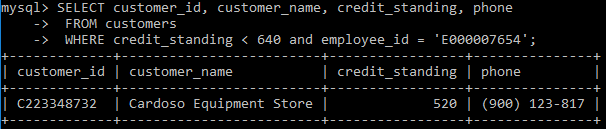 mysql> SELECT customer_id, customer_name, credit_standing, phone
    -> FROM customers
    -> WHERE credit_standing < 640 and employee_id = 'E000007654';
+-------------+-------------------------+-----------------+---------------+
| customer_id | customer_name           | credit_standing | phone         |
+-------------+-------------------------+-----------------+---------------+
| C223348732  | Cardoso Equipment Store |             520 | (900) 123-817 |
+-------------+-------------------------+-----------------+---------------+